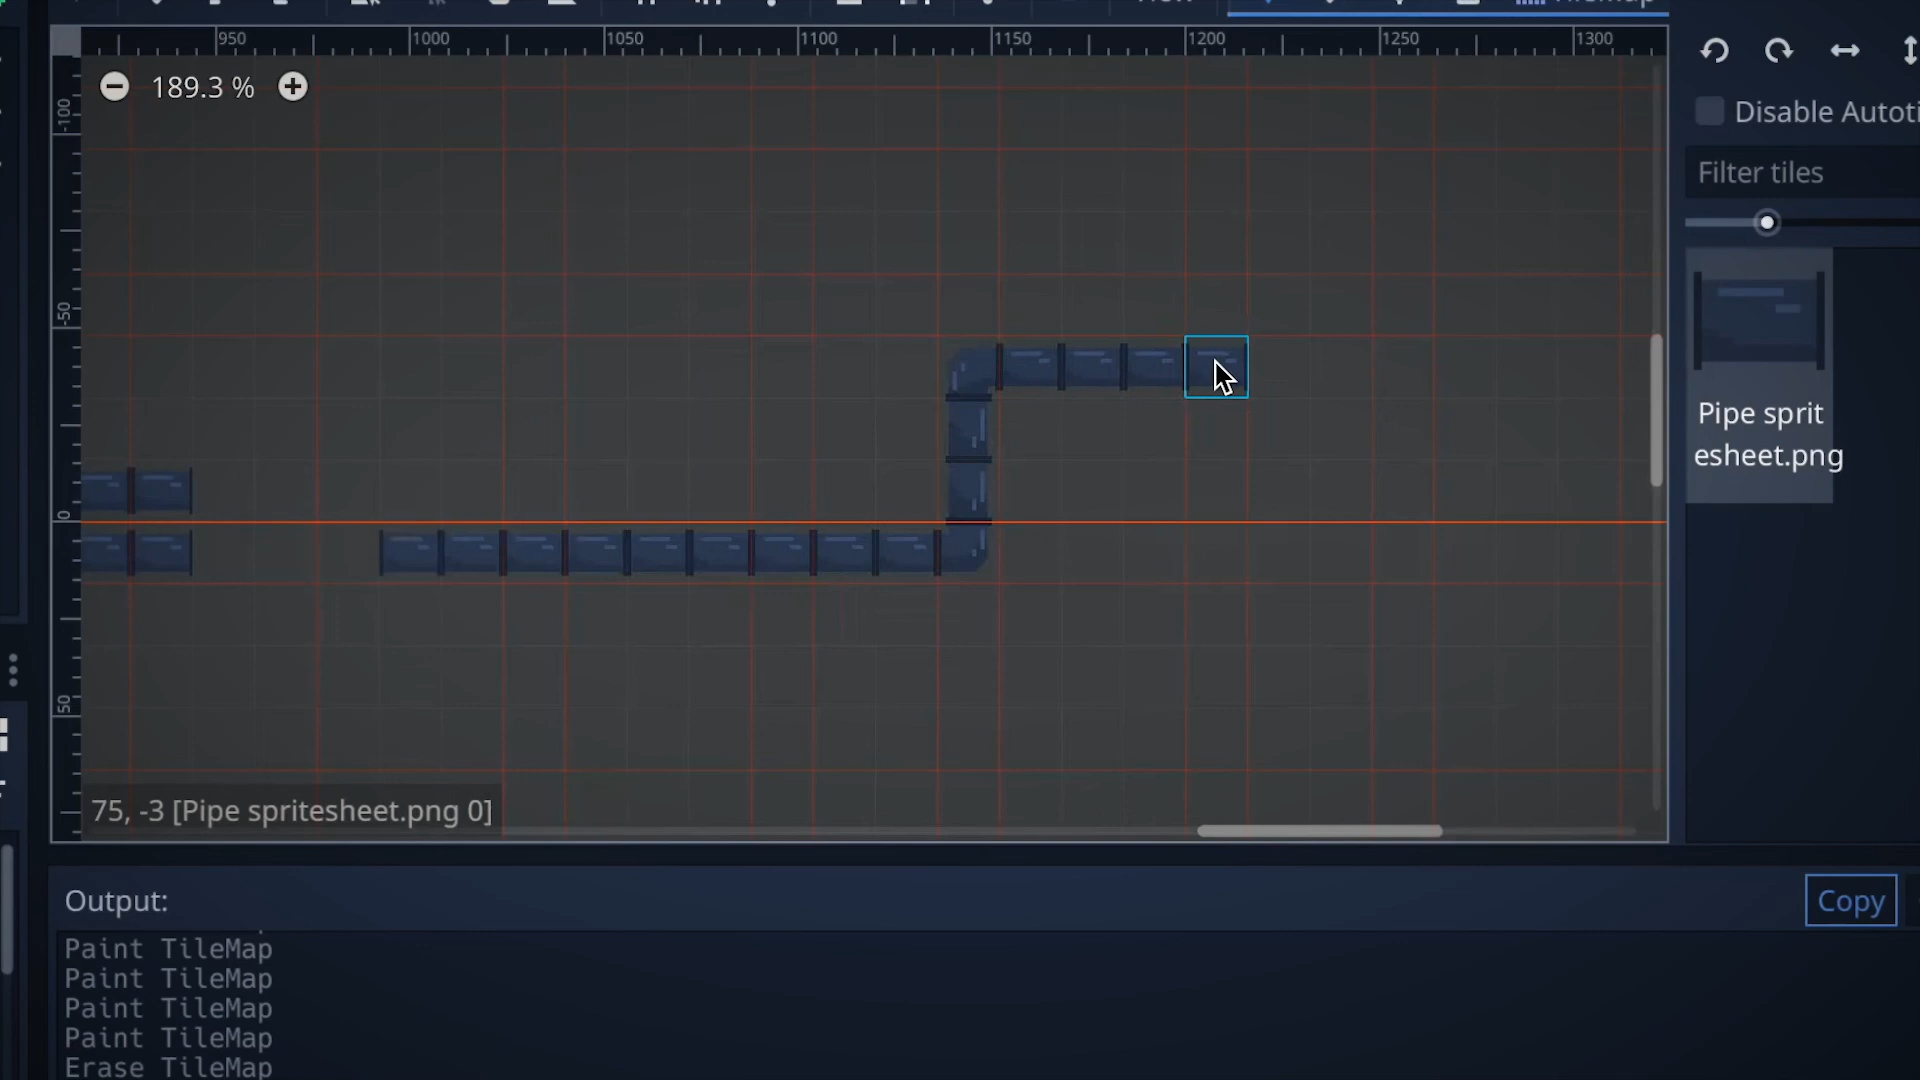 View TileMap
950 1000 1050 1100 1150 1200 1250 1300
189.3 %
-100
-50
0
50
75, -3 [Pipe spritesheet.png 0]
Disable Autoti
Filter tiles
Pipe sprit
esheet.png
Output:
Copy
Paint TileMap
Paint TileMap
Paint TileMap
Paint TileMap
Erase TileMap